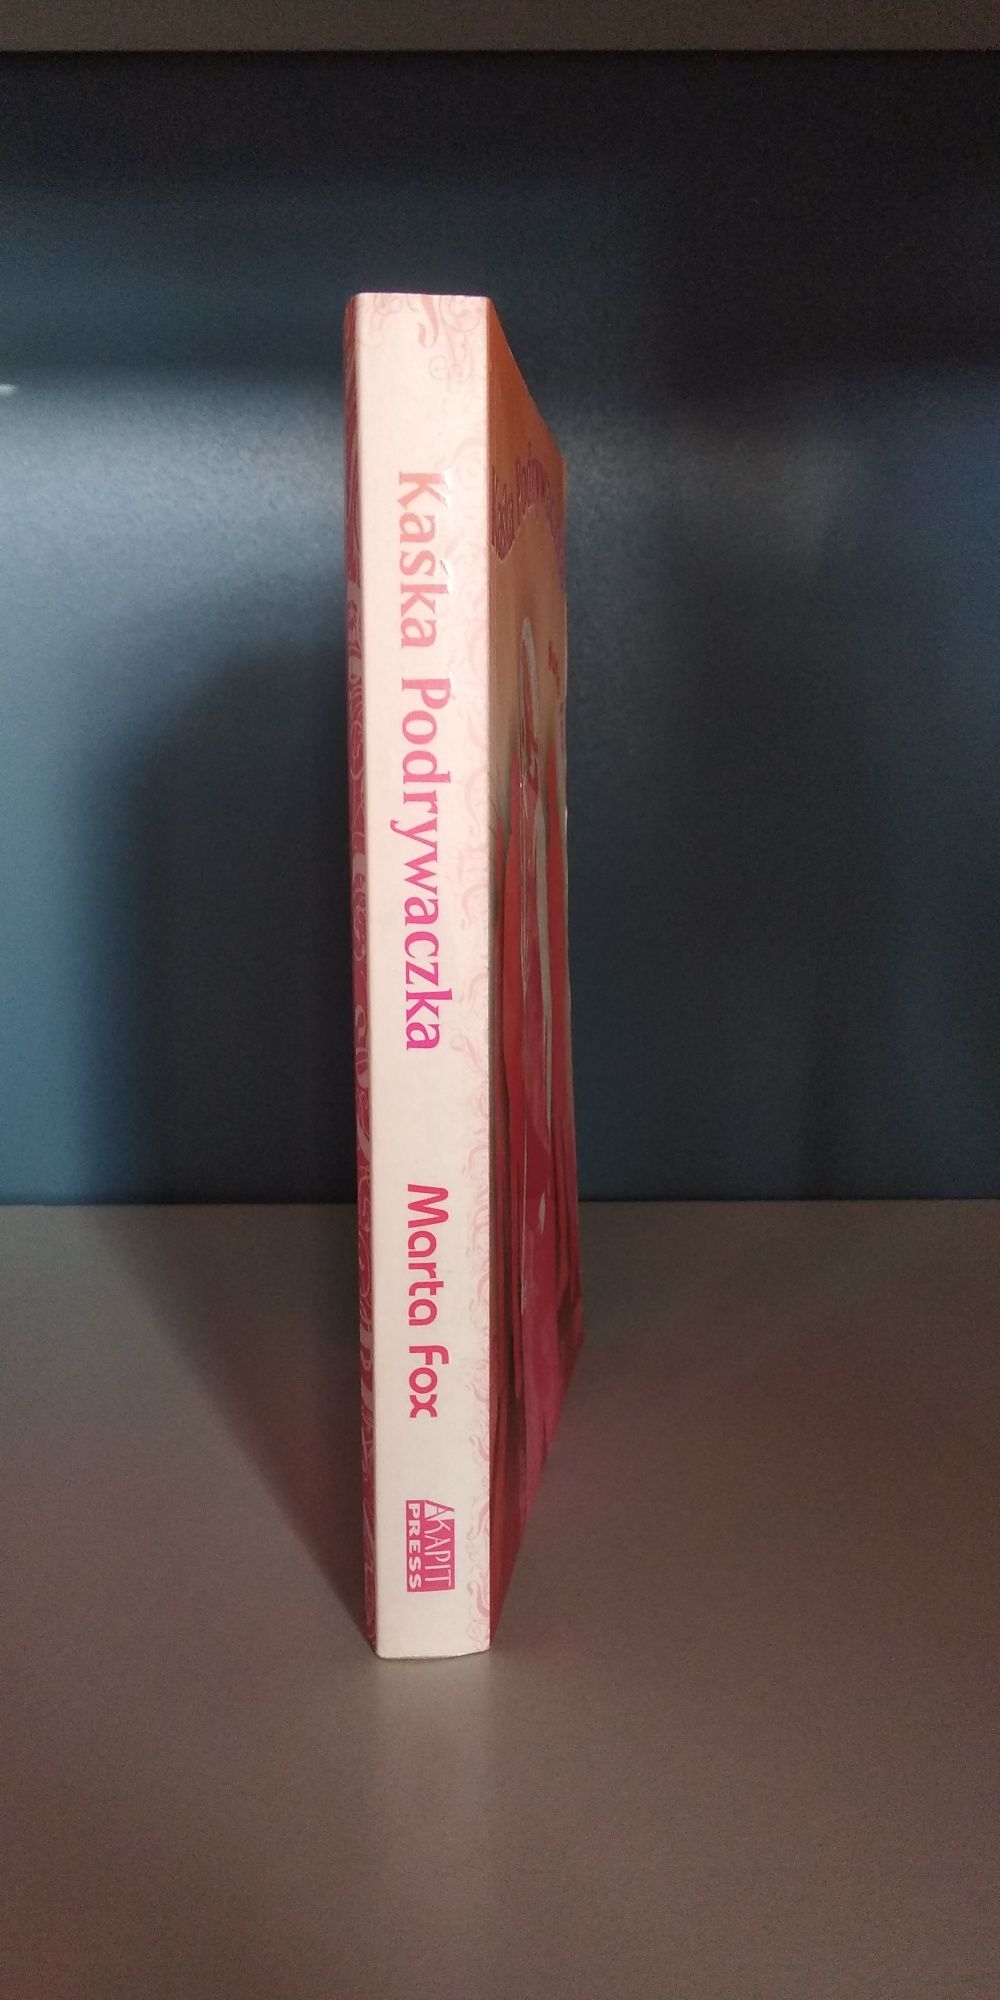 Kaśka Podrywaczka
Marta Fox
AKAPIT
PRESS